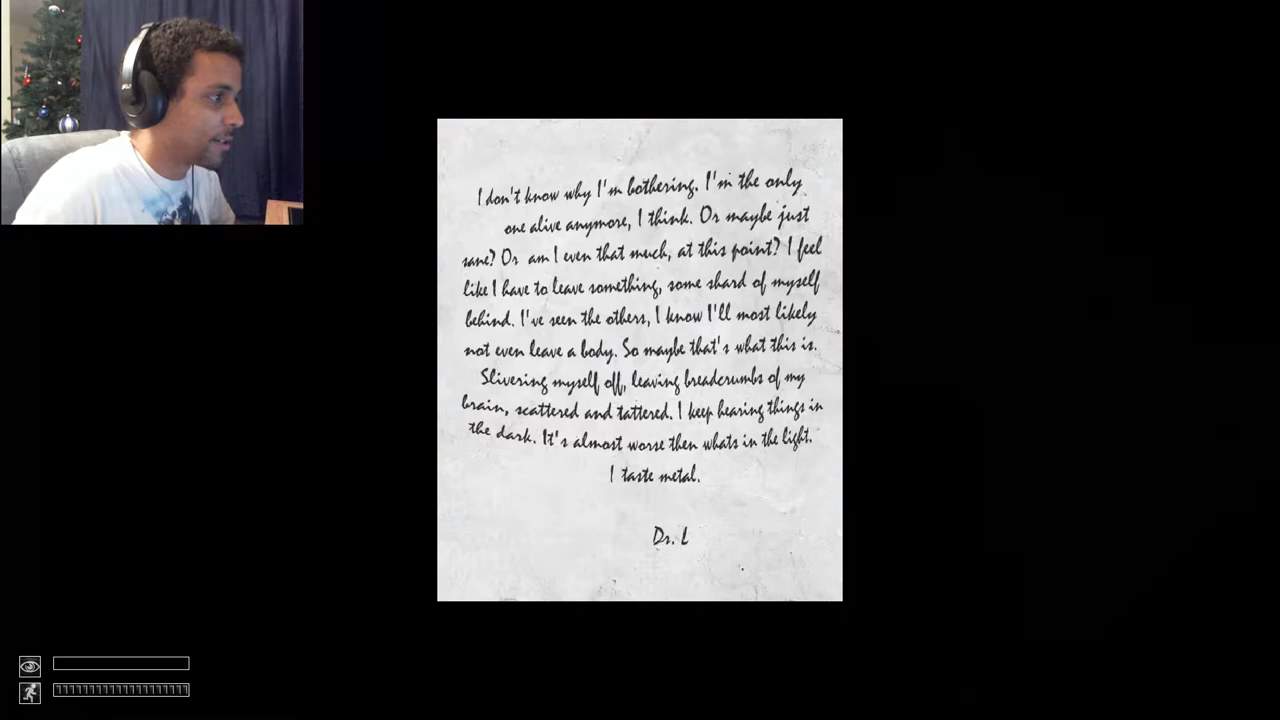 I don't know why I'm bothering. I'm the only
one alive anymore, I think. Or maybe just
sane? Or am I even that much, at this point? I feel
like I have to leave something, some shard of myself
behind. I've seen the others, I know I'll most likely
not even leave a body. So maybe that's what this is.
Slivering myself off, leaving breadcrumbs of my
brain, scattered and tattered. I keep hearing things in
the dark. It's almost worse then whats in the light.
I taste metal.
Dr. L